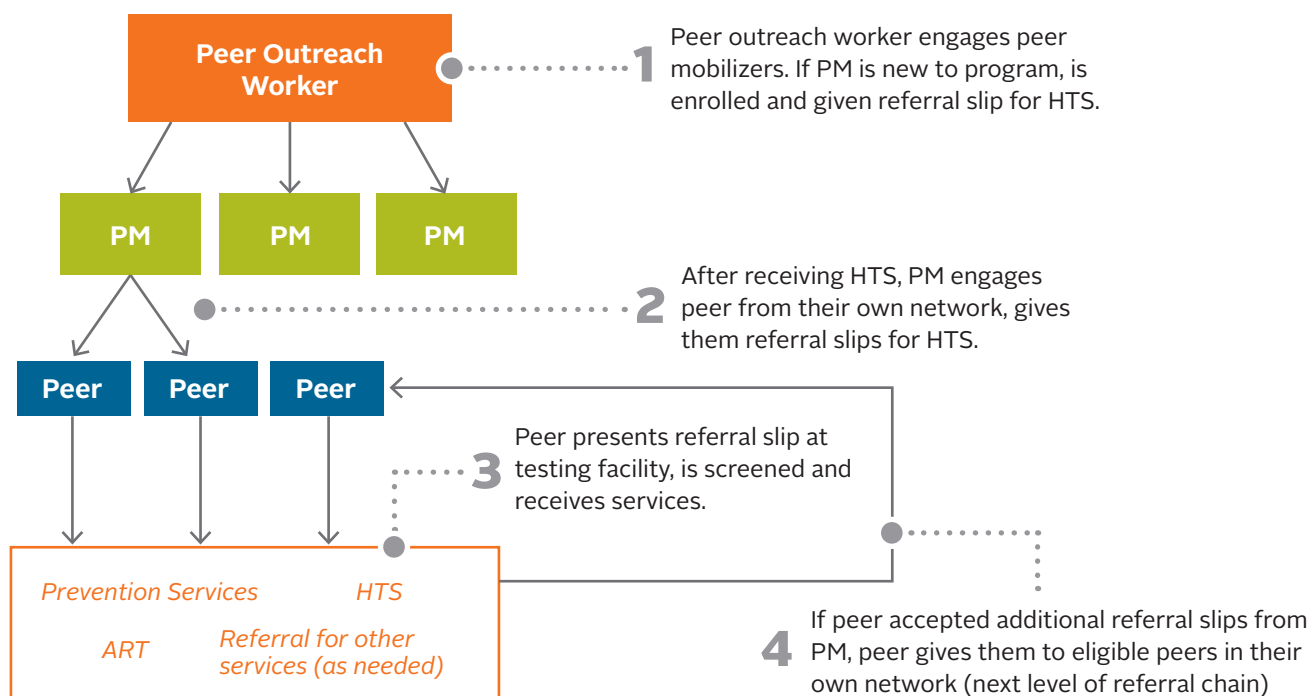 Peer Outreach
Worker
1
Peer outreach worker engages peer
mobilizers. If PM is new to program, is
enrolled and given referral slip for HTS.
PM
PM
PM
2
After receiving HTS, PM engages
peer from their own network, gives
them referral slips for HTS.
Peer
Peer
Peer
3
Peer presents referral slip at
testing facility, is screened and
receives services.
Prevention Services
HTS
ART
Referral for other
services (as needed)
4
If peer accepted additional referral slips from
PM, peer gives them to eligible peers in their
own network (next level of referral chain)